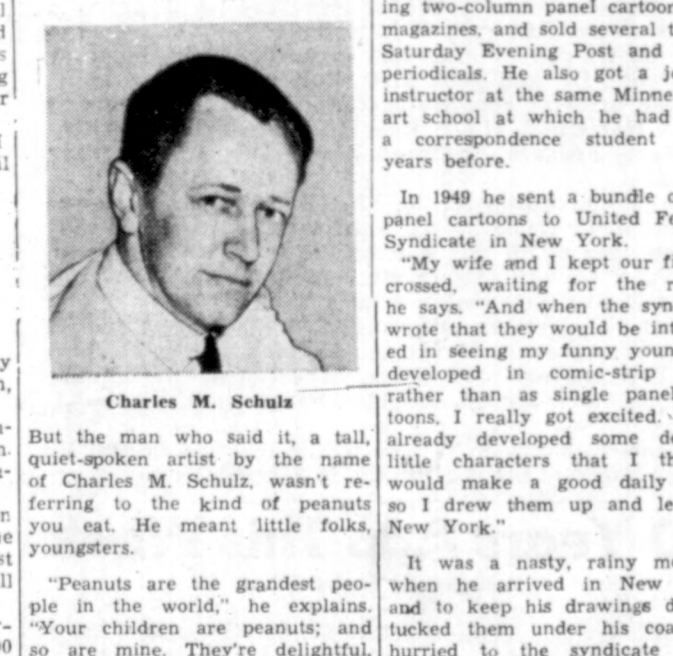 Charles M. Schulz
But the man who said it, a tall,
quiet-spoken artist by the name
of Charles M. Schulz, wasn't re-
ferring to the kind of peanuts
you eat. He meant little folks,
youngsters.
"Peanuts are the grandest peo-
ple in the world," he explains.
"Your children are peanuts; and
so are mine. They're delightful,
ing two-column panel cartoon
magazines, and sold several t
Saturday Evening Post and
periodicals. He also got a j
instructor at the same Minne
art school at which he had
a correspondence student
years before.
In 1949 he sent a bundle o
panel cartoons to United Fe
Syndicate in New York.
"My wife and I kept our fi
crossed, waiting for the r
he says. "And when the syn
wrote that they would be int
ed in seeing my funny youn
developed in comic-strip
rather than as single panel
toons, I really got excited.
already developed some d
little characters that I th
would make a good daily
so I drew them up and le
New York."
It was a nasty, rainy mo
when he arrived in New
and to keep his drawings d
tucked them under his coa
hurried to the syndicate